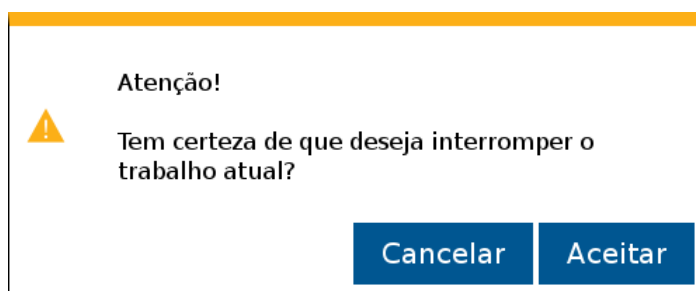 Atenção!
Tem certeza de que deseja interromper o
trabalho atual?
Cancelar
Aceitar